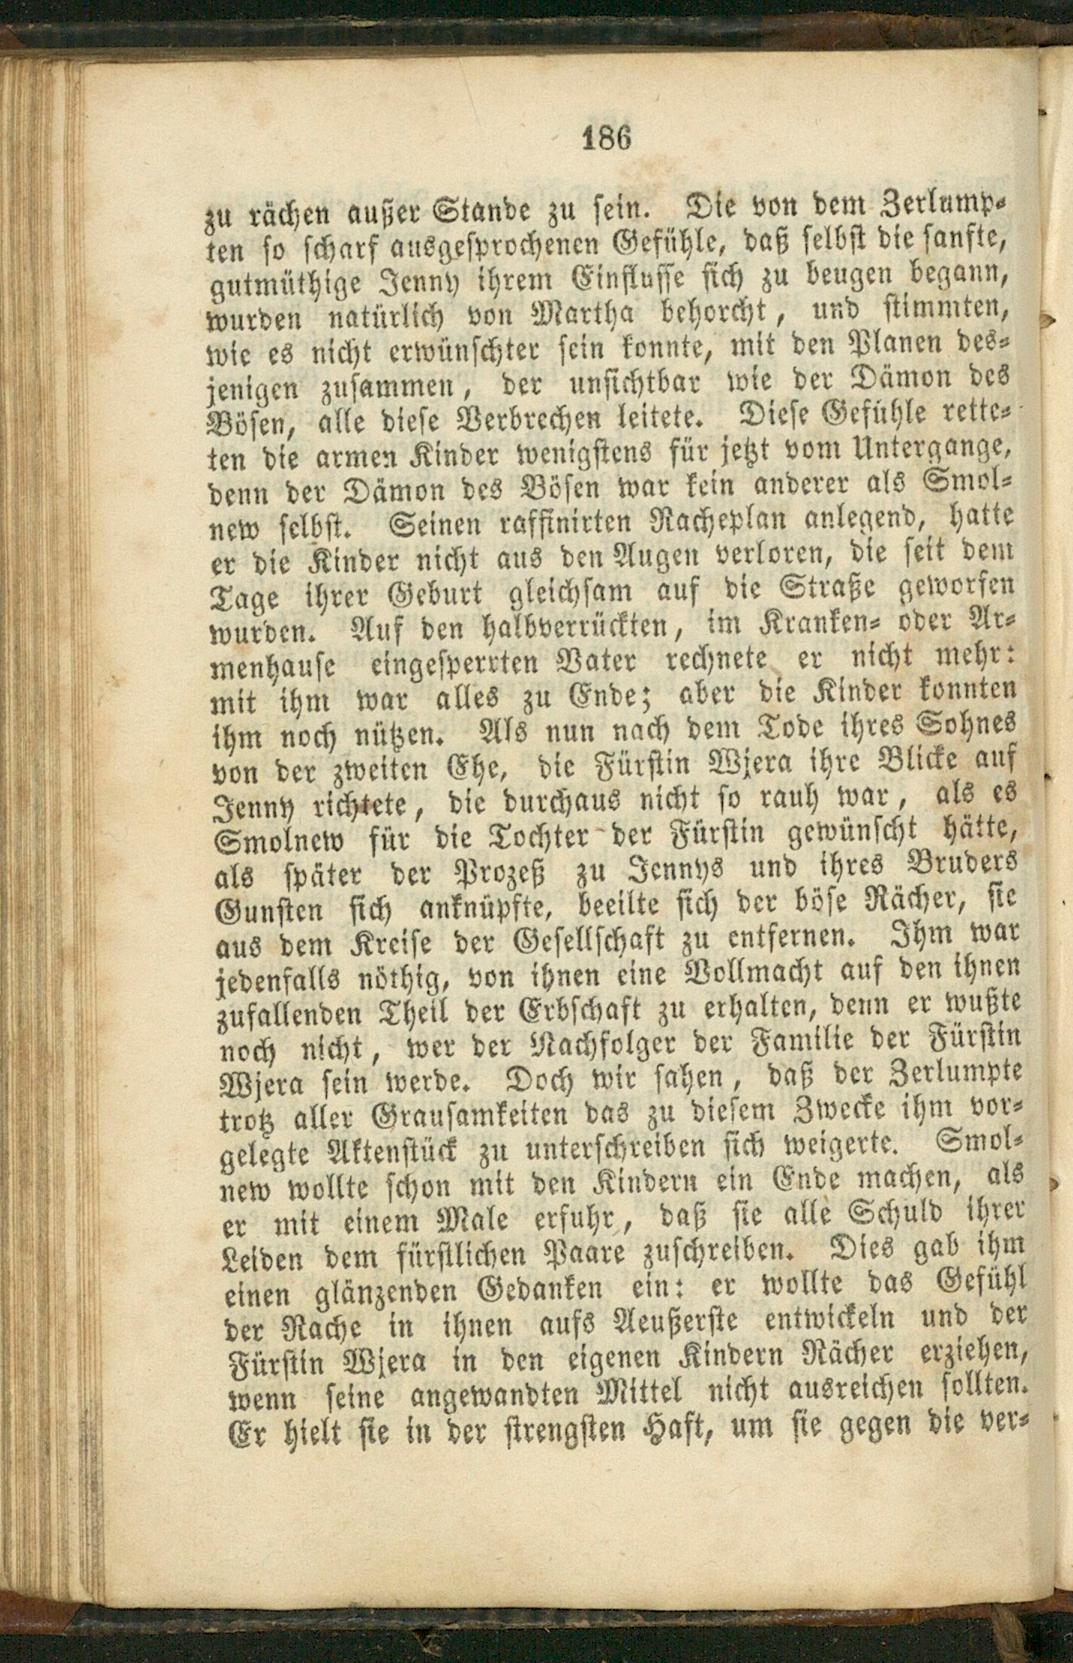 186
zu rächen außer Stande zu sein. Die von dem Zerlump-
ten so scharf ausgesprochenen Gefühle, daß selbst die sanfte,
gutmüthige Jenny ihrem Einflusse sich zu beugen begann,
wurden natürlich von Martha behorcht, und stimmten,
wie es nicht erwünschter sein konnte, mit den Planen des-
jenigen zusammen, der unsichtbar wie der Dämon des
Bösen, alle diese Verbrechen leitete. Diese Gefühle rette-
ten die armen Kinder wenigstens für jetzt vom Untergange,
denn der Dämon des Bösen war kein anderer als Smol-
new selbst. Seinen raffinirten Racheplan anlegend, hatte
er die Kinder nicht aus den Augen verloren, die seit dem
Tage ihrer Geburt gleichsam auf die Straße geworfen
wurden. Auf den halbverrückten, im Kranken- oder Ar-
menhause eingesperrten Vater rechnete er nicht mehr:
mit ihm war alles zu Ende; aber die Kinder konnten
ihm noch nützen. Als nun nach dem Tode ihres Sohnes
von der zweiten Ehe, die Fürstin Wjera ihre Blicke auf
Jenny richtete, die durchaus nicht so rauh war, als es
Smolnew für die Tochter der Fürstin gewünscht hätte,
als später der Prozeß zu Jennys und ihres Bruders
Gunsten sich anknüpfte, beeilte sich der böse Rächer, sie
aus dem Kreise der Gesellschaft zu entfernen. Ihm war
jedenfalls nöthig, von ihnen eine Vollmacht auf den ihnen
zufallenden Theil der Erbschaft zu erhalten, denn er wußte
noch nicht, wer der Nachfolger der Familie der Fürstin
Wjera sein werde. Doch wir sahen, daß der Zerlumpte
trotz aller Grausamkeiten das zu diesem Zwecke ihm vor-
gelegte Aktenstück zu unterschreiben sich weigerte. Smol-
new wollte schon mit den Kindern ein Ende machen, als
er mit einem Male erfuhr, daß sie alle Schuld ihrer
Leiden dem fürstlichen Paare zuschreiben. Dies gab ihm
einen glänzenden Gedanken ein: er wollte das Gefühl
der Rache in ihnen aufs Aeußerste entwickeln und der
Fürstin Wjera in den eigenen Kindern Rächer erziehen,
wenn seine angewandten Mittel nicht ausreichen sollten.
Er hielt sie in der strengsten Haft, um sie gegen die ver-